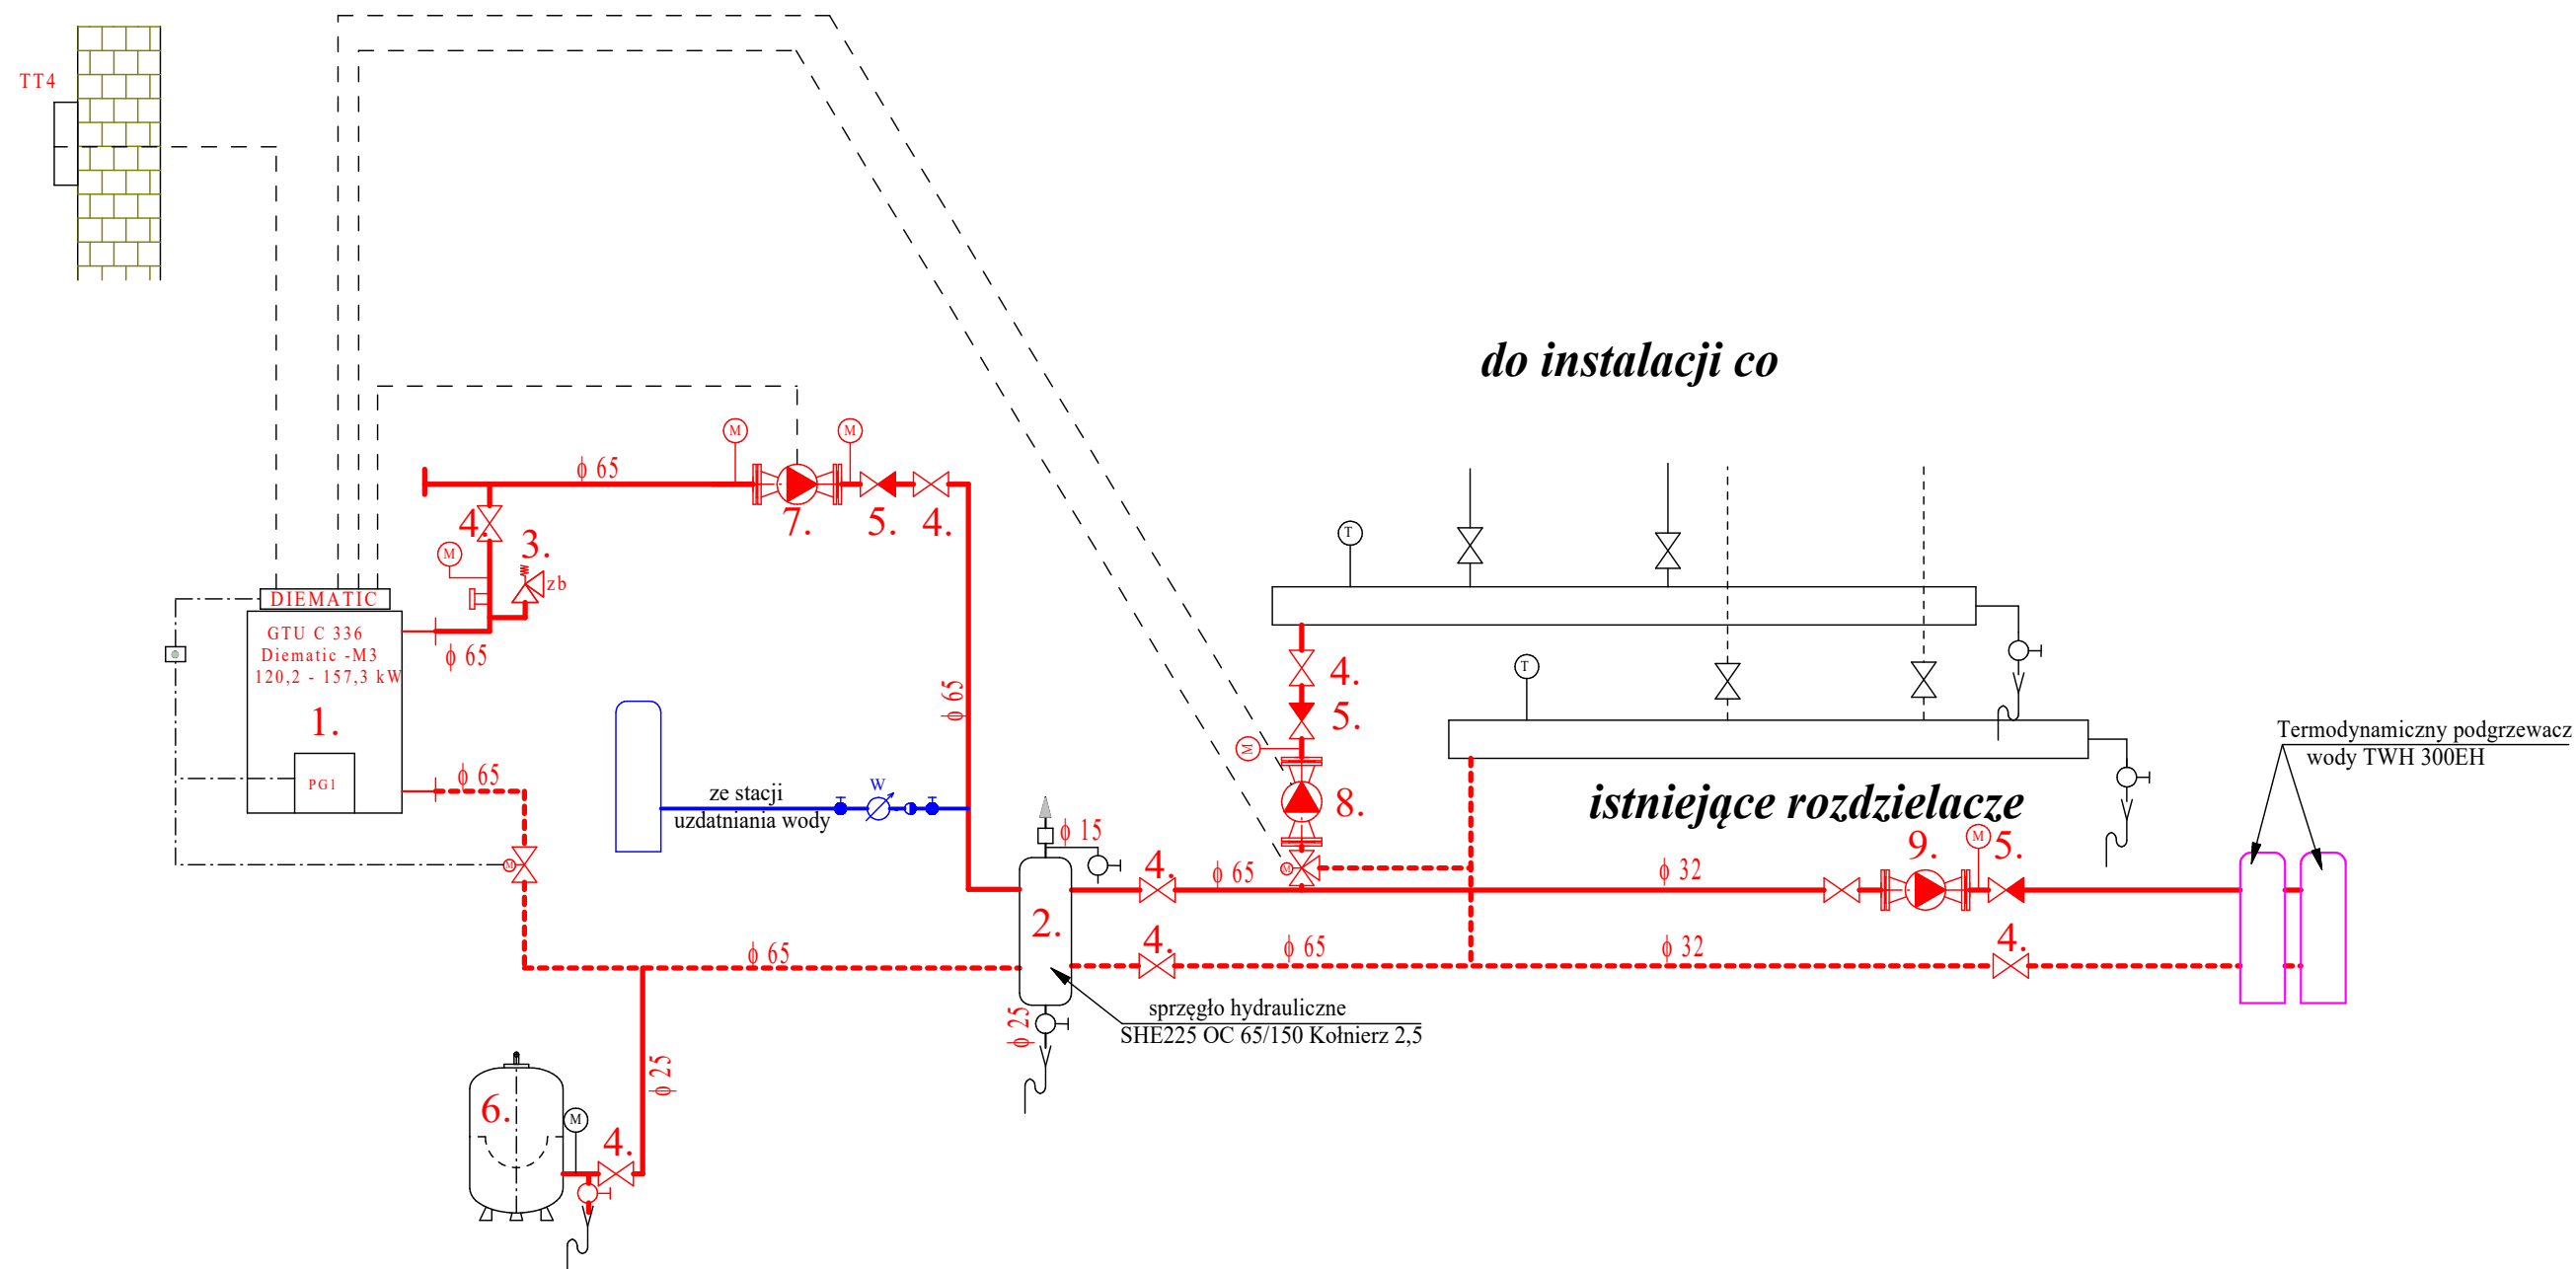 TT4
do instalacji co
M
M
ϕ 65
7.
5.
4.
4.
3.
M
zb
T
DIEMATIC
GTU C 336
Diematic -M3
120,2 - 157,3 kW
1.
PG1
ϕ 65
ϕ 65
ϕ 65
4.
T
5.
M
8.
M
Termodynamiczny podgrzewacz
wody TWH 300EH
istniejące rozdzielacze
ze stacji
uzdatniania wody
W
ϕ 15
M
9.
M
5.
4.
ϕ 65
ϕ 32
2.
ϕ 65
4.
ϕ 65
ϕ 32
4.
sprzęgło hydrauliczne
SHE225 OC 65/150 Kołnierz 2,5
ϕ 25
ϕ 25
6.
M
4.